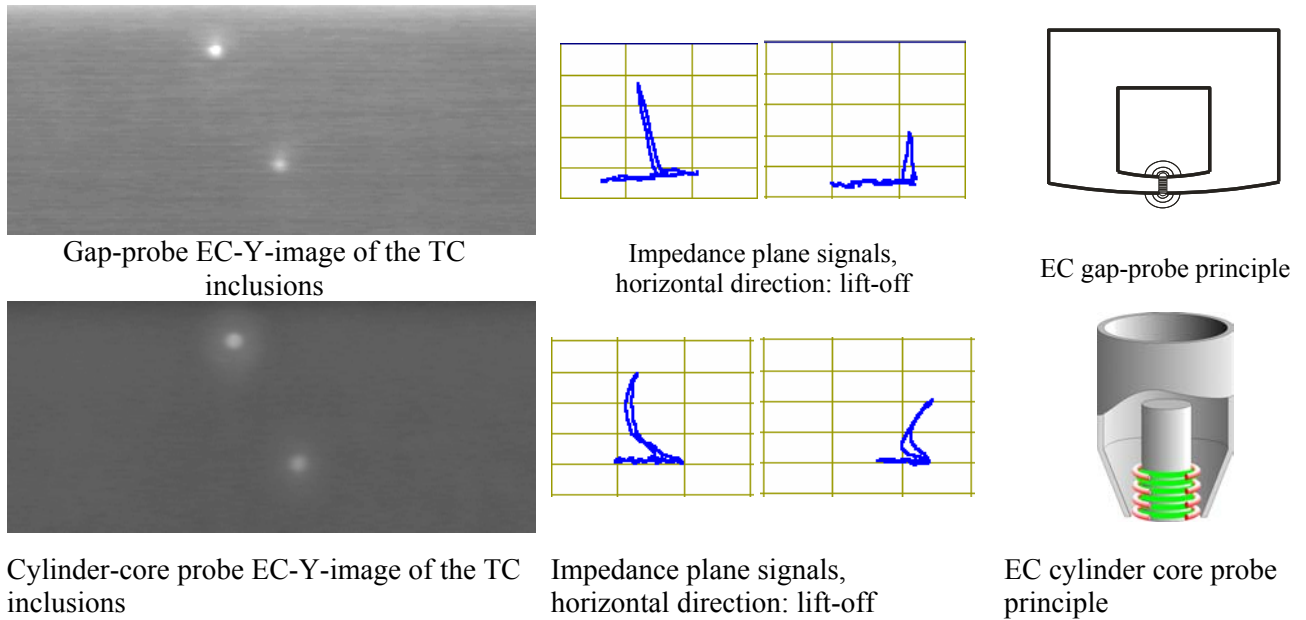 Gap-probe EC-Y-image of the TC
inclusions
Impedance plane signals,
horizontal direction: lift-off
EC gap-probe principle
Cylinder-core probe EC-Y-image of the TC
inclusions
Impedance plane signals,
horizontal direction: lift-off
EC cylinder core probe
principle